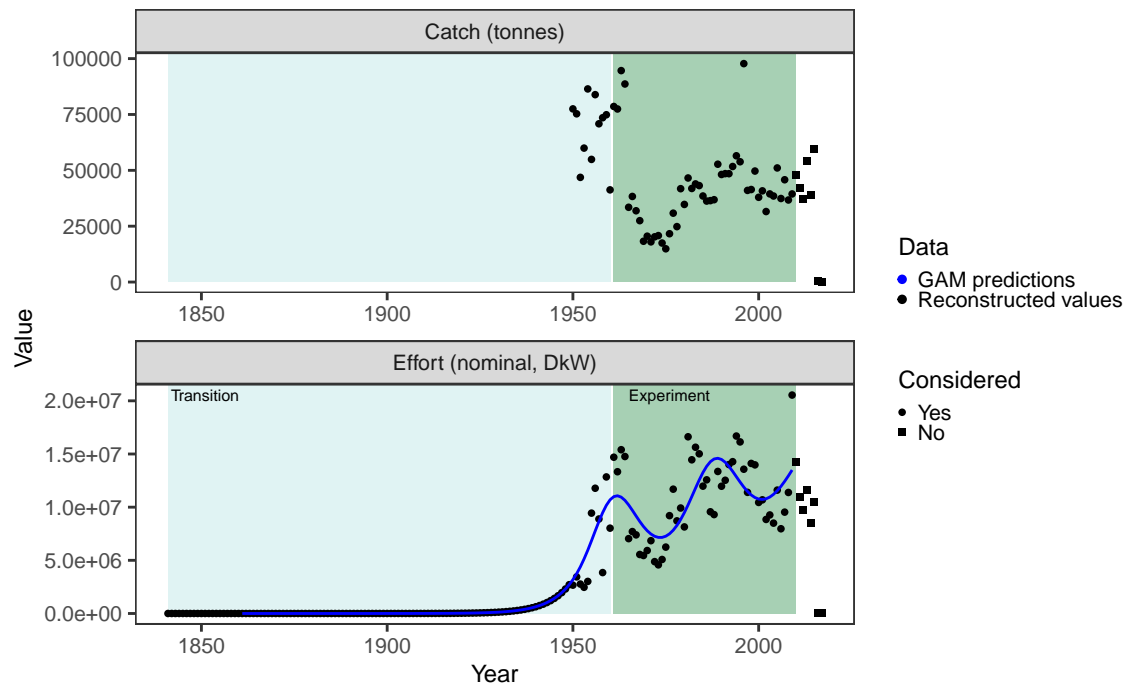 Catch (tonnes)
100000
75000
50000
25000
0
1850
1900
1950
2000
Value
Effort (nominal, DkW)
Transition
Experiment
2.0e+07
1.5e+07
1.0e+07
5.0e+06
0.0e+00
1850
1900
1950
2000
Year
Data
GAM predictions
Reconstructed values
Considered
Yes
No